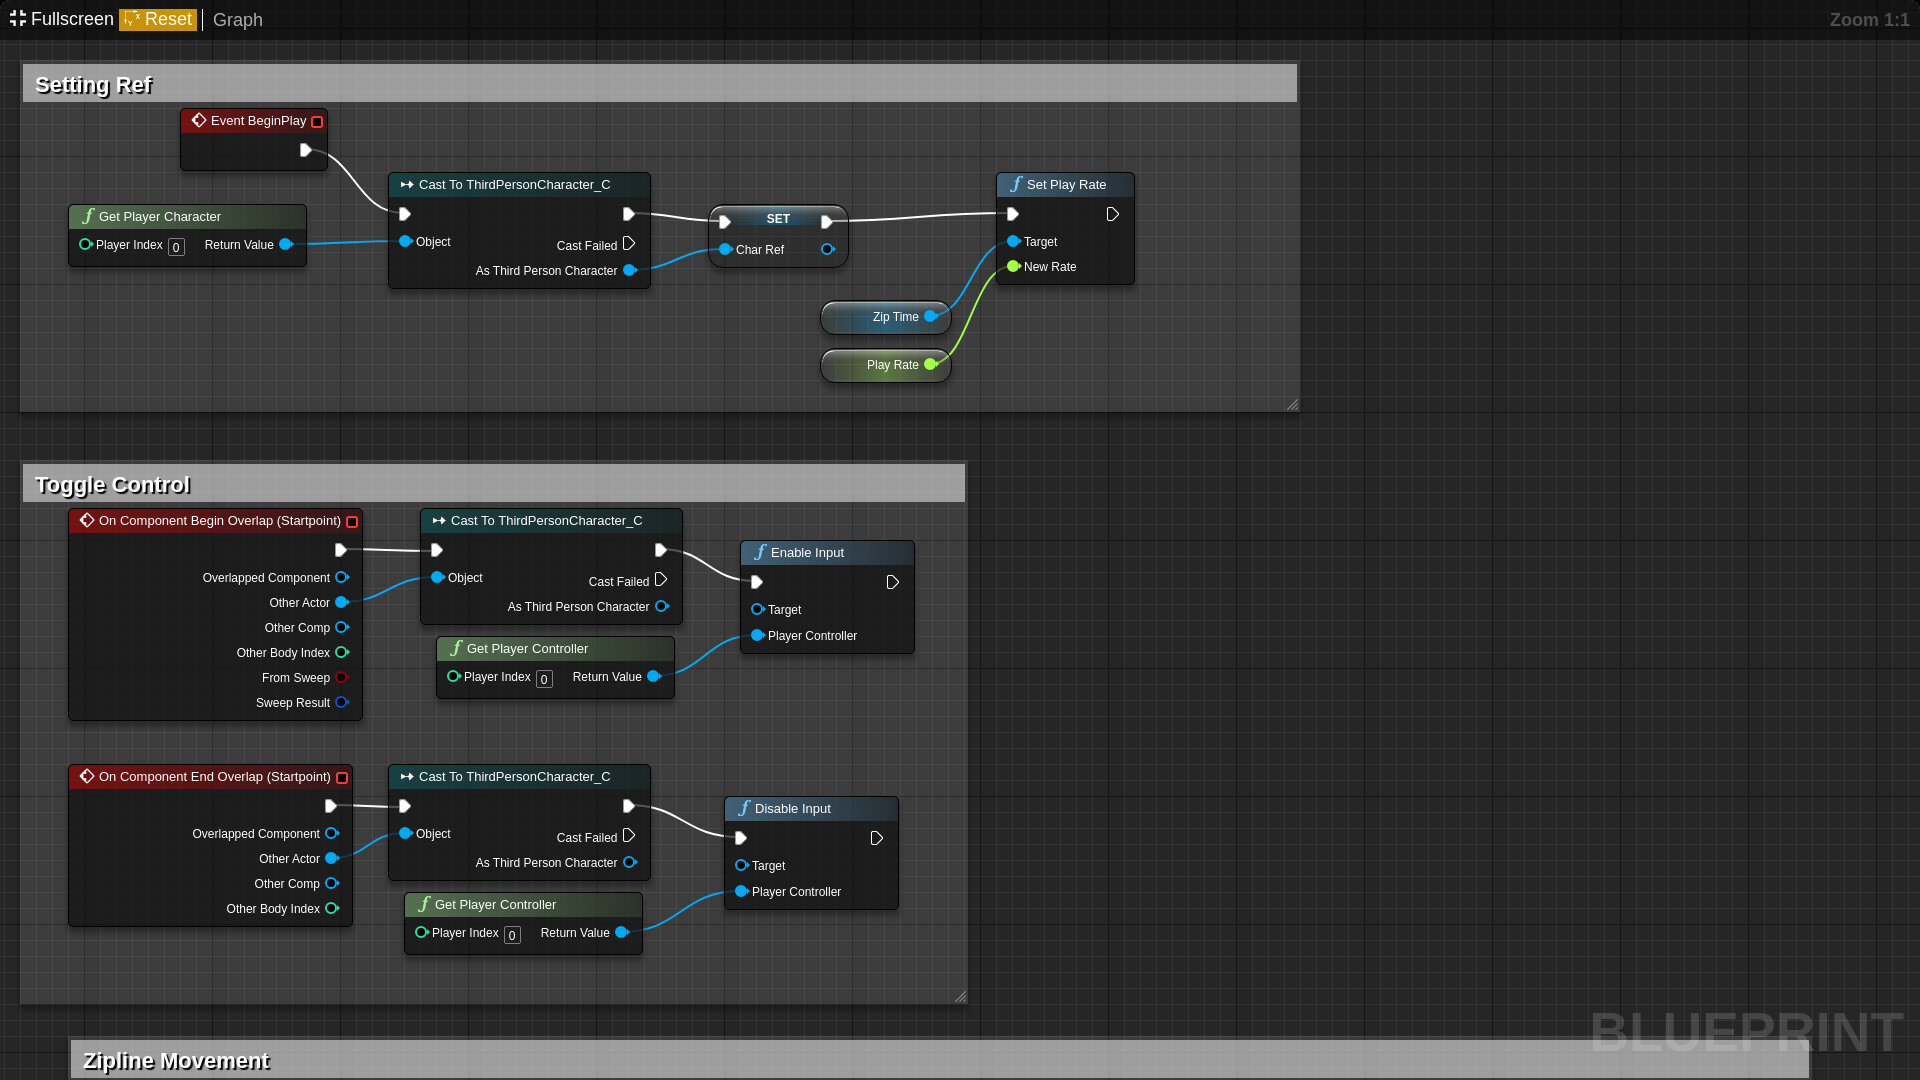 Fullscreen Reset Graph Zoom 1:1
Setting Ref
Event BeginPlay
Get Player Character
Player Index 0 Return Value
Cast To ThirdPersonCharacter_C
Object
Cast Failed
As Third Person Character
SET
Char Ref
Set Play Rate
Target
New Rate
Zip Time
Play Rate
Toggle Control
On Component Begin Overlap (Startpoint)
Overlapped Component
Other Actor
Other Comp
Other Body Index
From Sweep
Sweep Result
Cast To ThirdPersonCharacter_C
Object
Cast Failed
As Third Person Character
Get Player Controller
Player Index 0 Return Value
Enable Input
Target
Player Controller
On Component End Overlap (Startpoint)
Overlapped Component
Other Actor
Other Comp
Other Body Index
Cast To ThirdPersonCharacter_C
Object
Cast Failed
As Third Person Character
Get Player Controller
Player Index 0 Return Value
Disable Input
Target
Player Controller
BLUEPRINT
Zipline Movement